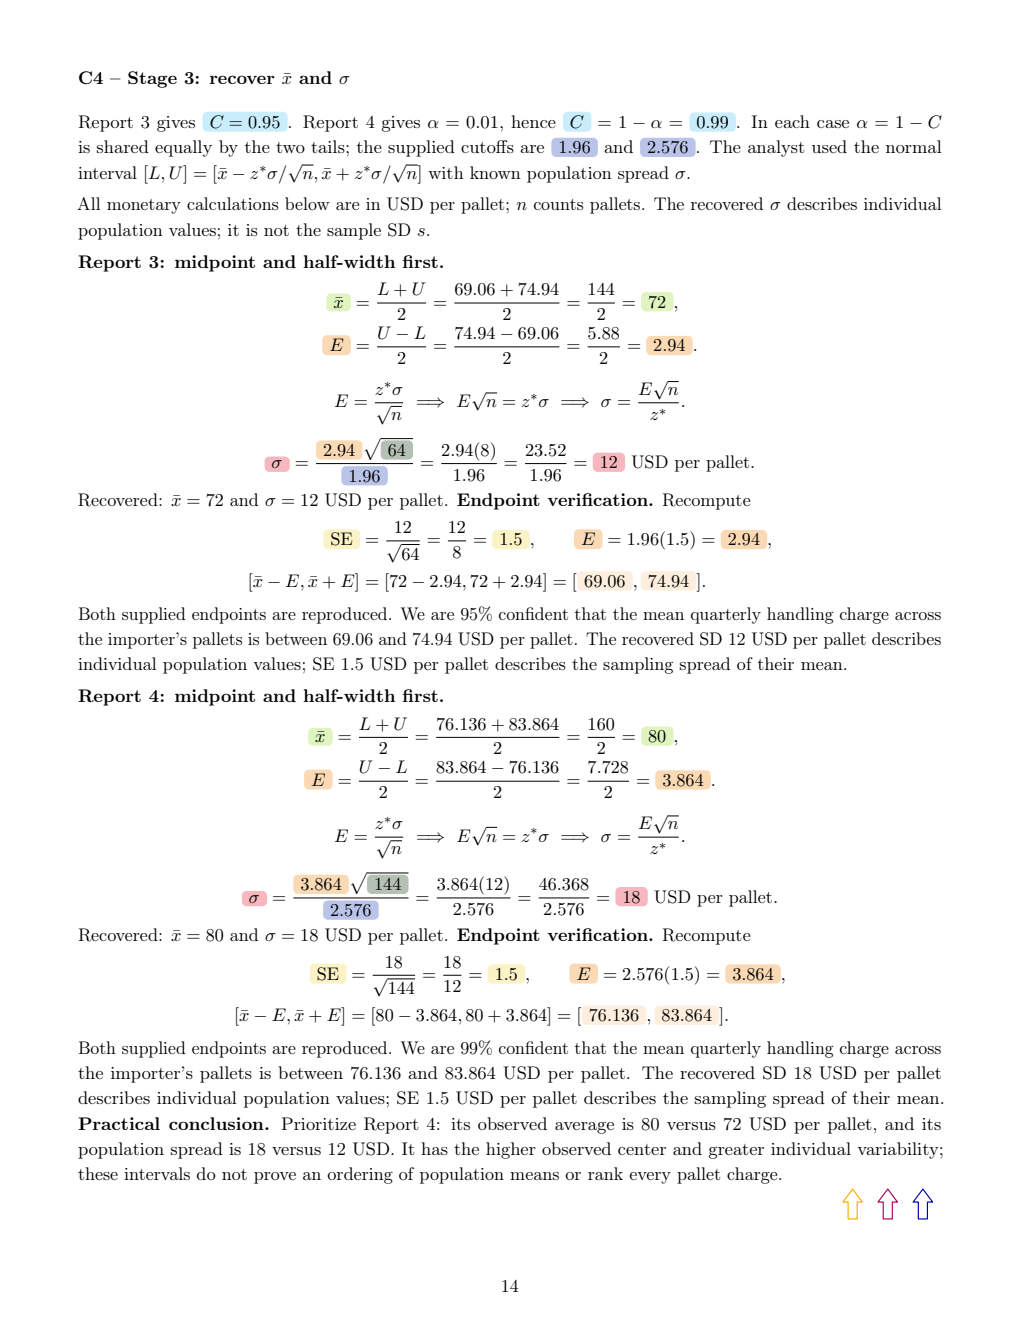 C4 – Stage 3: recover x̄ and σ
Report 3 gives C = 0.95 . Report 4 gives α = 0.01, hence C = 1 − α = 0.99 . In each case α = 1 − C
is shared equally by the two tails; the supplied cutoffs are 1.96 and 2.576 . The analyst used the normal
interval [L, U] = [x̄ − z*σ/√n, x̄ + z*σ/√n] with known population spread σ.
All monetary calculations below are in USD per pallet; n counts pallets. The recovered σ describes individual
population values; it is not the sample SD s.
Report 3: midpoint and half-width first.
x̄ = (L + U)/2 = (69.06 + 74.94)/2 = 144/2 = 72 ,
E = (U − L)/2 = (74.94 − 69.06)/2 = 5.88/2 = 2.94 .
E = z*σ/√n ⟹ E√n = z*σ ⟹ σ = E√n/z*.
σ = 2.94 √64/1.96 = 2.94(8)/1.96 = 23.52/1.96 = 12 USD per pallet.
Recovered: x̄ = 72 and σ = 12 USD per pallet. Endpoint verification. Recompute
SE = 12/√64 = 12/8 = 1.5 , E = 1.96(1.5) = 2.94 ,
[x̄ − E, x̄ + E] = [72 − 2.94, 72 + 2.94] = [ 69.06 , 74.94 ].
Both supplied endpoints are reproduced. We are 95% confident that the mean quarterly handling charge across
the importer's pallets is between 69.06 and 74.94 USD per pallet. The recovered SD 12 USD per pallet describes
individual population values; SE 1.5 USD per pallet describes the sampling spread of their mean.
Report 4: midpoint and half-width first.
x̄ = (L + U)/2 = (76.136 + 83.864)/2 = 160/2 = 80 ,
E = (U − L)/2 = (83.864 − 76.136)/2 = 7.728/2 = 3.864 .
E = z*σ/√n ⟹ E√n = z*σ ⟹ σ = E√n/z*.
σ = 3.864 √144/2.576 = 3.864(12)/2.576 = 46.368/2.576 = 18 USD per pallet.
Recovered: x̄ = 80 and σ = 18 USD per pallet. Endpoint verification. Recompute
SE = 18/√144 = 18/12 = 1.5 , E = 2.576(1.5) = 3.864 ,
[x̄ − E, x̄ + E] = [80 − 3.864, 80 + 3.864] = [ 76.136 , 83.864 ].
Both supplied endpoints are reproduced. We are 99% confident that the mean quarterly handling charge across
the importer's pallets is between 76.136 and 83.864 USD per pallet. The recovered SD 18 USD per pallet
describes individual population values; SE 1.5 USD per pallet describes the sampling spread of their mean.
Practical conclusion. Prioritize Report 4: its observed average is 80 versus 72 USD per pallet, and its
population spread is 18 versus 12 USD. It has the higher observed center and greater individual variability;
these intervals do not prove an ordering of population means or rank every pallet charge.
14